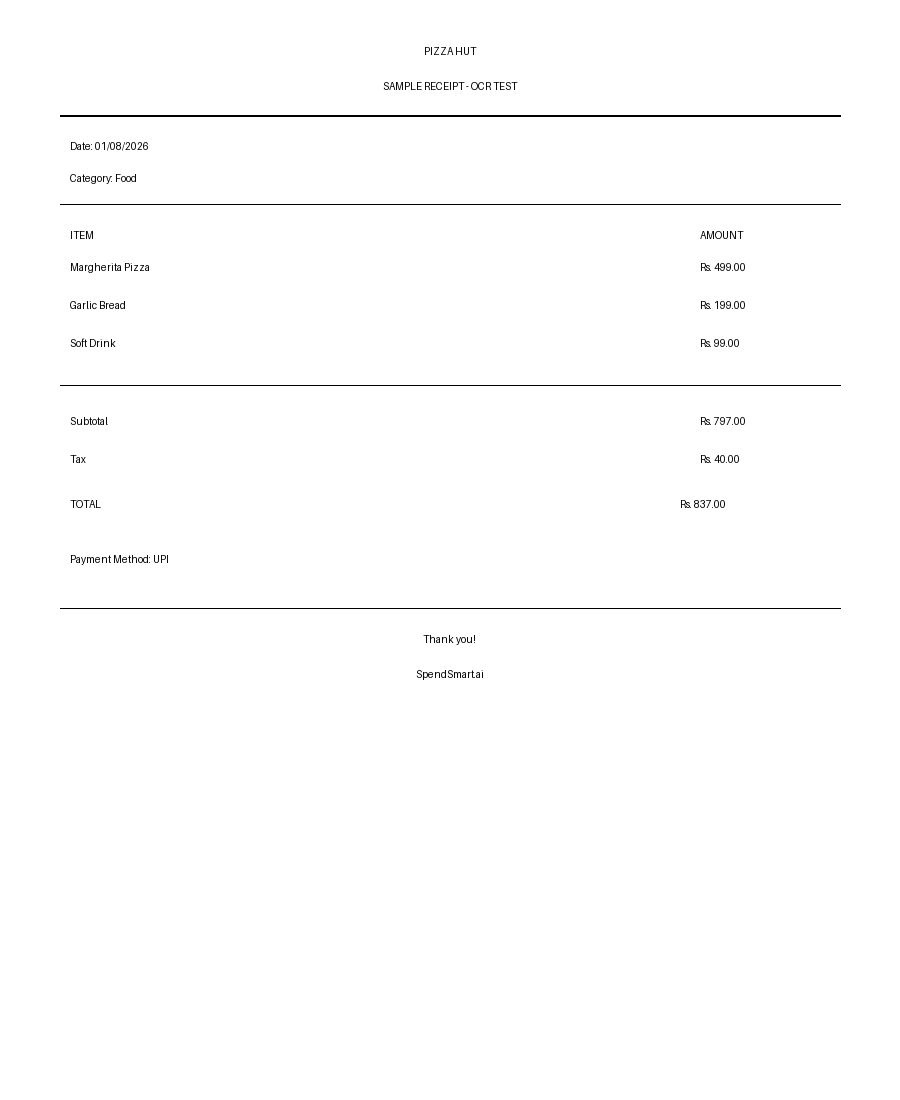 PIZZA HUT
SAMPLE RECEIPT - OCR TEST
Date: 01/08/2026
Category: Food
ITEM AMOUNT
Margherita Pizza Rs. 499.00
Garlic Bread Rs. 199.00
Soft Drink Rs. 99.00
Subtotal Rs. 797.00
Tax Rs. 40.00
TOTAL Rs. 837.00
Payment Method: UPI
Thank you!
SpendSmart.ai